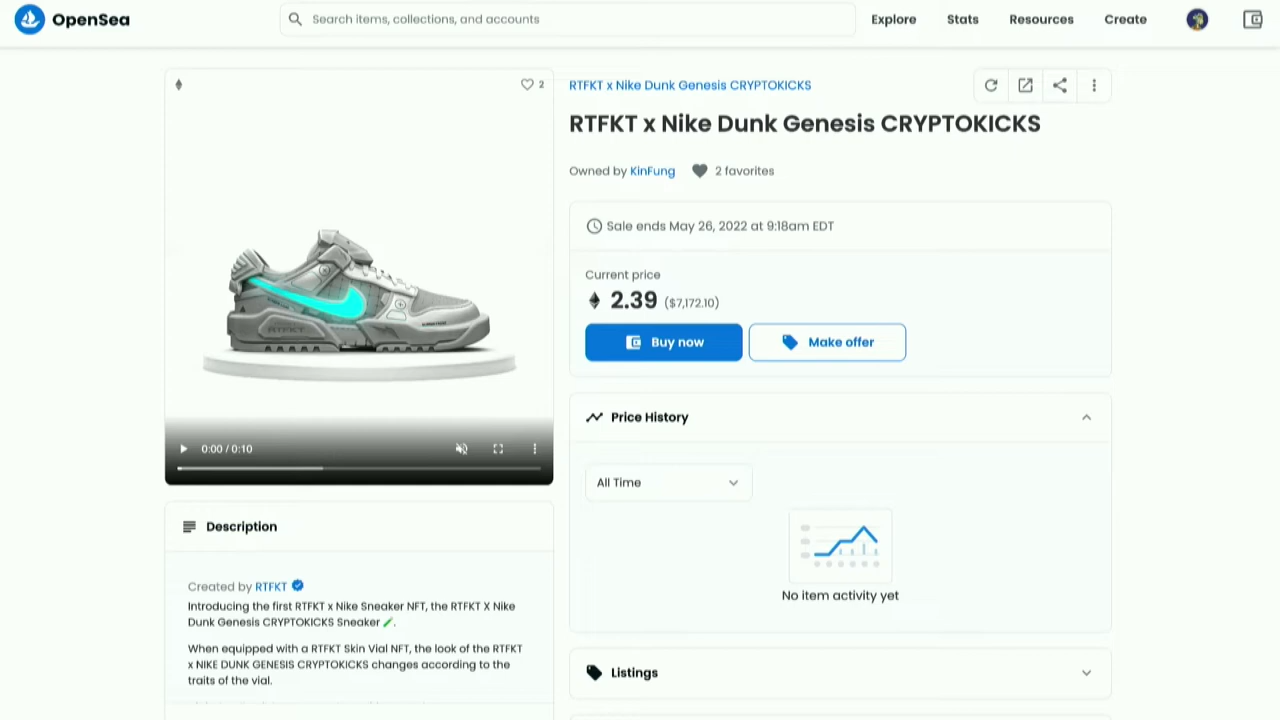 OpenSea
Search items, collections, and accounts
Explore
Stats
Resources
Create
2
RTFKT x Nike Dunk Genesis CRYPTOKICKS
RTFKT x Nike Dunk Genesis CRYPTOKICKS
Owned by KinFung
2 favorites
Sale ends May 26, 2022 at 9:18am EDT
Current price
2.39 ($7,172.10)
Buy now
Make offer
RTFKT
0:00 / 0:10
Price History
All Time
No item activity yet
Listings
Description
Created by RTFKT
Introducing the first RTFKT x Nike Sneaker NFT, the RTFKT X Nike
Dunk Genesis CRYPTOKICKS Sneaker 🧪.
When equipped with a RTFKT Skin Vial NFT, the look of the RTFKT
x NIKE DUNK GENESIS CRYPTOKICKS changes according to the
traits of the vial.